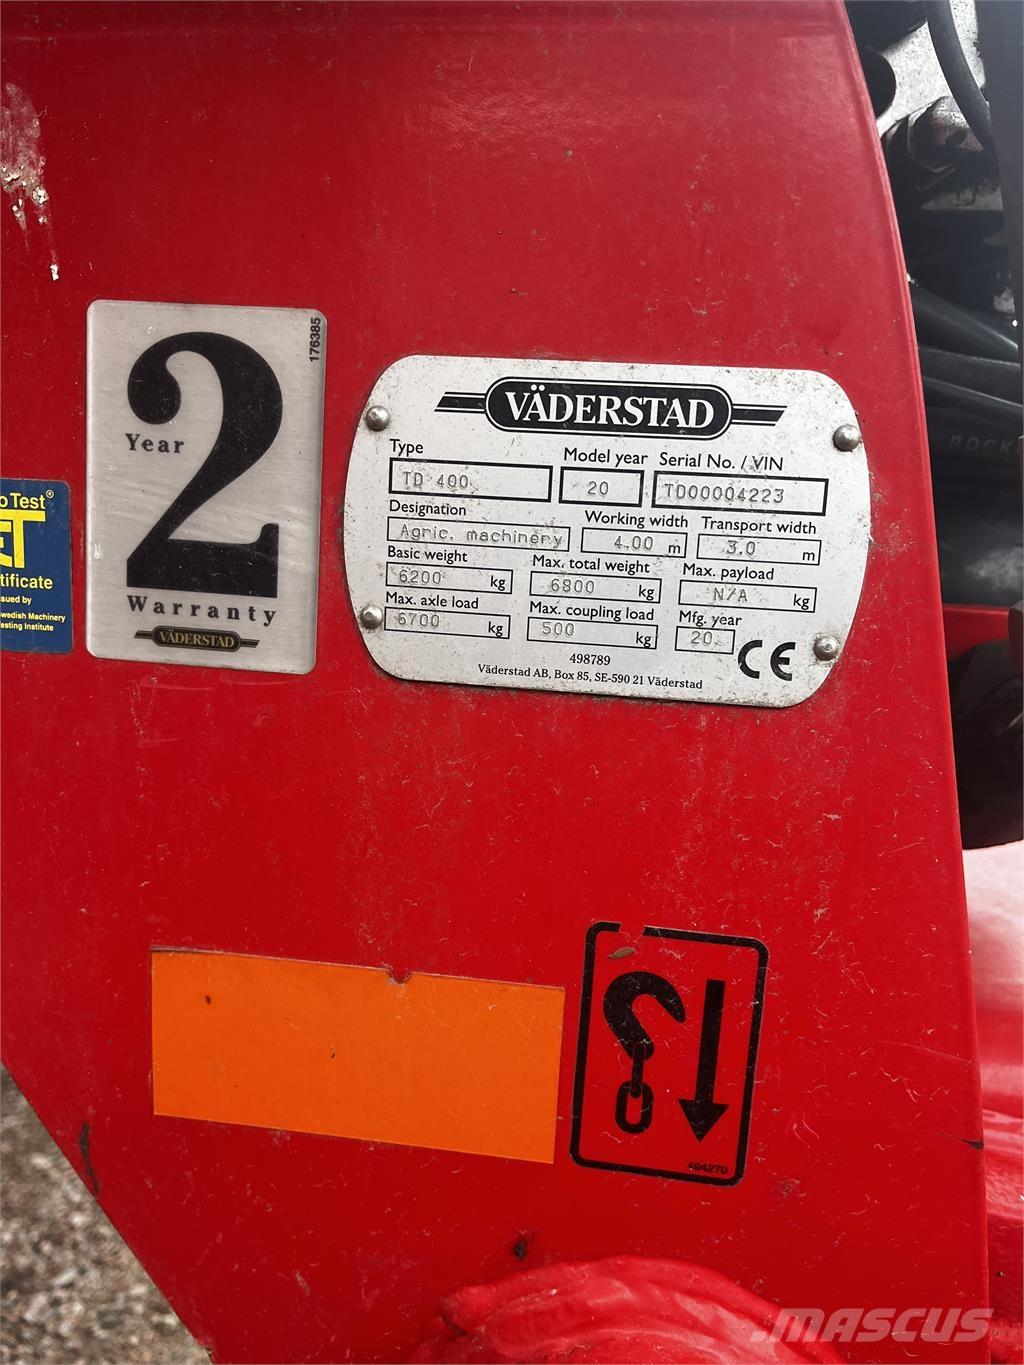 176385
2
Year
Warranty
VÄDERSTAD
Test®
ET
tificate
sued by
Swedish Machinery
Testing Institute
VÄDERSTAD
Type Model year Serial No. / VIN
TD 400 20 TD00004223
Designation Working width Transport width
Agric. machinery 4.00 m 3.0 m
Basic weight Max. total weight Max. payload
6200 kg 6800 kg N/A kg
Max. axle load Max. coupling load Mfg. year
6700 kg 500 kg 20
CE
498789
Väderstad AB, Box 85, SE-590 21 Väderstad
494270
ROCK
MASCUS